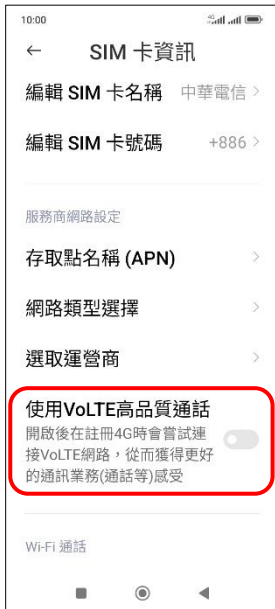 10:00
4G
SIM 卡資訊
編輯 SIM 卡名稱 中華電信
編輯 SIM 卡號碼 +886
服務商網路設定
存取點名稱 (APN)
網路類型選擇
選取運營商
使用VoLTE高品質通話
開啟後在註冊4G時會嘗試連
接VoLTE網路，從而獲得更好
的通訊業務(通話等)感受
Wi-Fi 通話